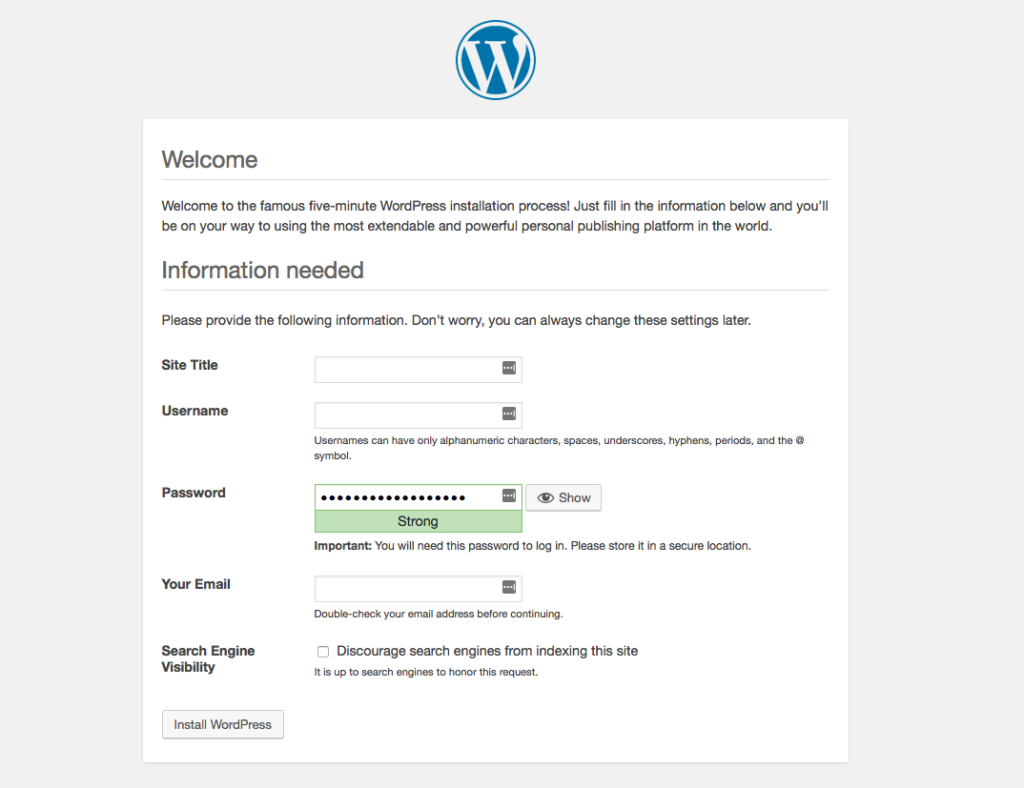 Welcome
Welcome to the famous five-minute WordPress installation process! Just fill in the information below and you'll
be on your way to using the most extendable and powerful personal publishing platform in the world.
Information needed
Please provide the following information. Don't worry, you can always change these settings later.
Site Title
Username
Usernames can have only alphanumeric characters, spaces, underscores, hyphens, periods, and the @
symbol.
Password
●●●●●●●●●●●●●●●●●●
Show
Strong
Important: You will need this password to log in. Please store it in a secure location.
Your Email
Double-check your email address before continuing.
Search Engine
Visibility
Discourage search engines from indexing this site
It is up to search engines to honor this request.
Install WordPress